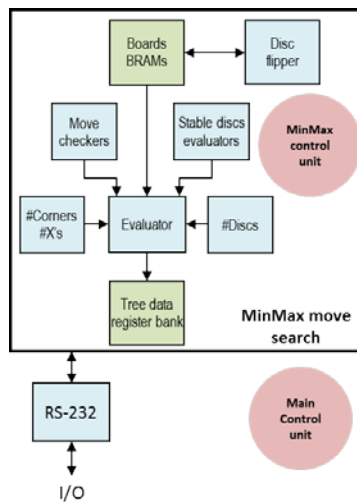 Boards
BRAMs
Disc
flipper
Move
checkers
Stable discs
evaluators
MinMax
control
unit
#Corners
#X's
Evaluator
#Discs
Tree data
register bank
MinMax move
search
RS-232
Main
Control
unit
I/O